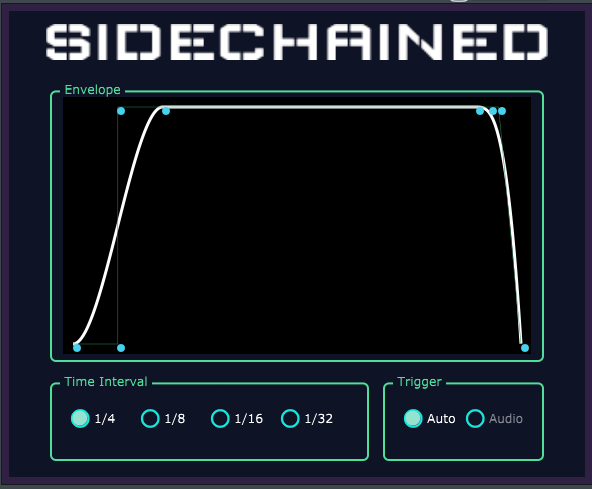 SIDECHAINED
Envelope
Time Interval
1/4 1/8 1/16 1/32
Trigger
Auto Audio